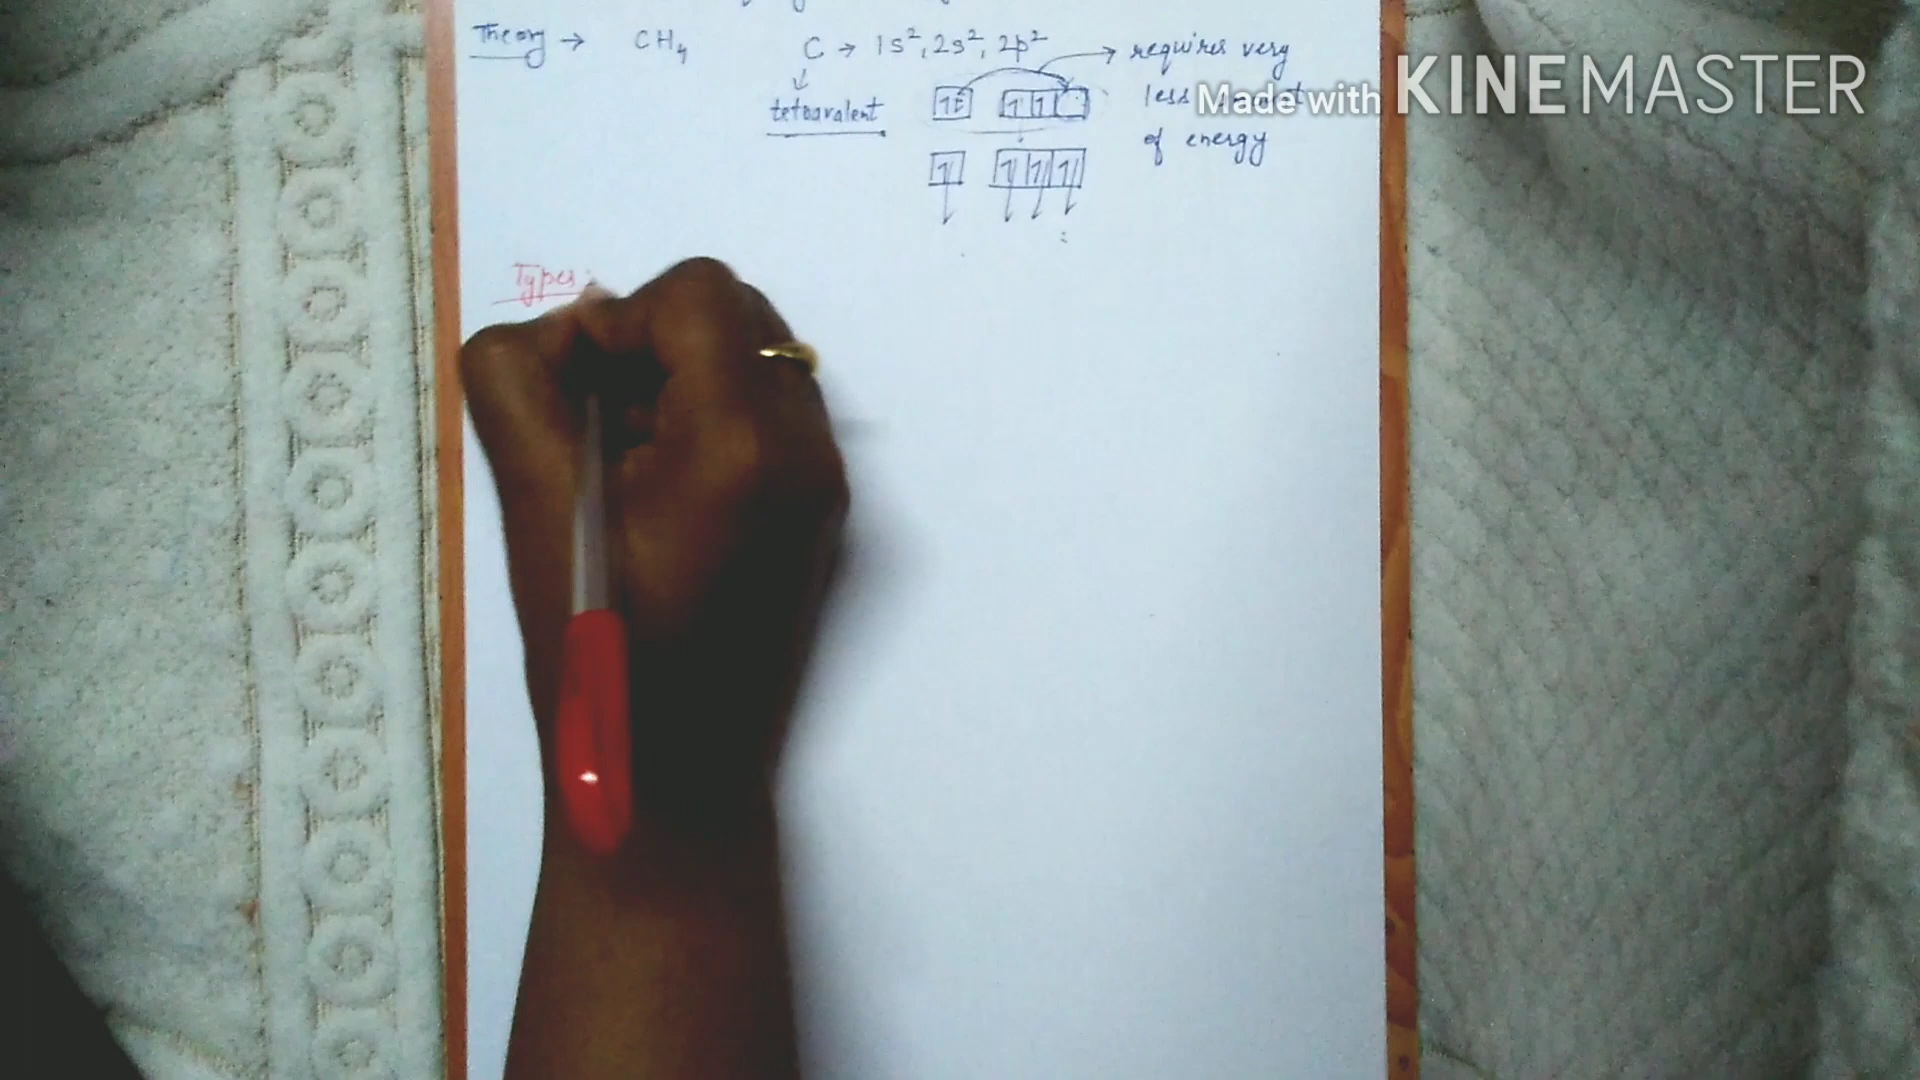 Theory → CH4 C → 1s², 2s², 2p² → requires very
tetravalent less
of energy
Types :
Made with KINEMASTER